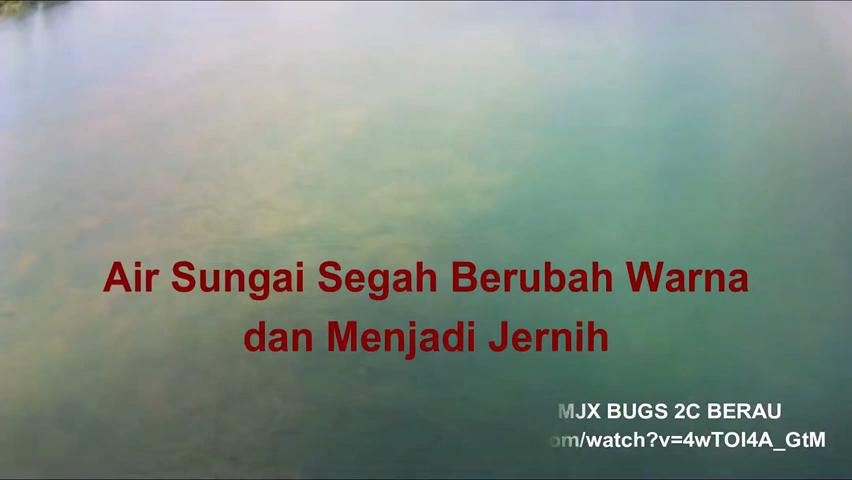 Air Sungai Segah Berubah Warna
dan Menjadi Jernih
MJX BUGS 2C BERAU
om/watch?v=4wTOI4A_GtM